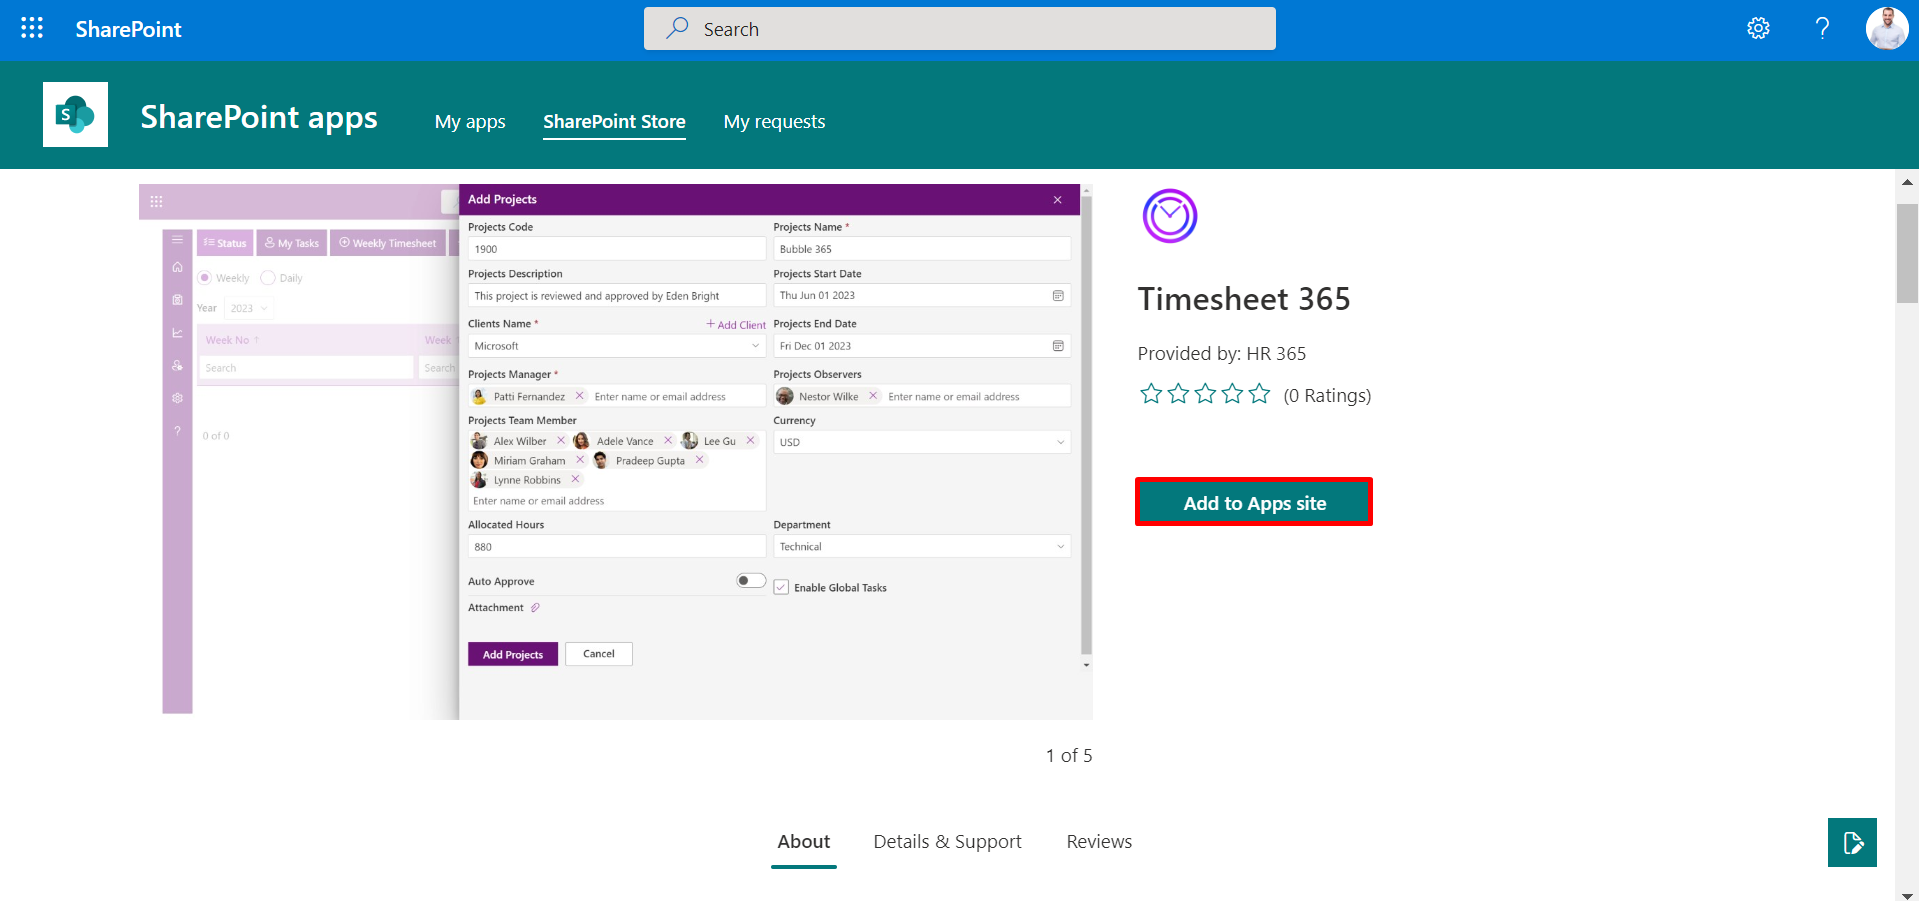 SharePoint
Search
SharePoint apps
My apps
SharePoint Store
My requests
Status
My Tasks
Weekly Timesheet
Weekly
Daily
Year
2023
Week No
Week
Search
Search
0 of 0
?
Add Projects
Projects Code
Projects Name *
1900
Bubble 365
Projects Description
Projects Start Date
This project is reviewed and approved by Eden Bright
Thu Jun 01 2023
Clients Name *
+ Add Client
Projects End Date
Microsoft
Fri Dec 01 2023
Projects Manager *
Projects Observers
Patti Fernandez
Enter name or email address
Nestor Wilke
Enter name or email address
Projects Team Member
Currency
Alex Wilber
Adele Vance
Lee Gu
USD
Miriam Graham
Pradeep Gupta
Lynne Robbins
Enter name or email address
Allocated Hours
Department
880
Technical
Auto Approve
Enable Global Tasks
Attachment
Add Projects
Cancel
Timesheet 365
Provided by: HR 365
(0 Ratings)
Add to Apps site
1 of 5
About
Details & Support
Reviews